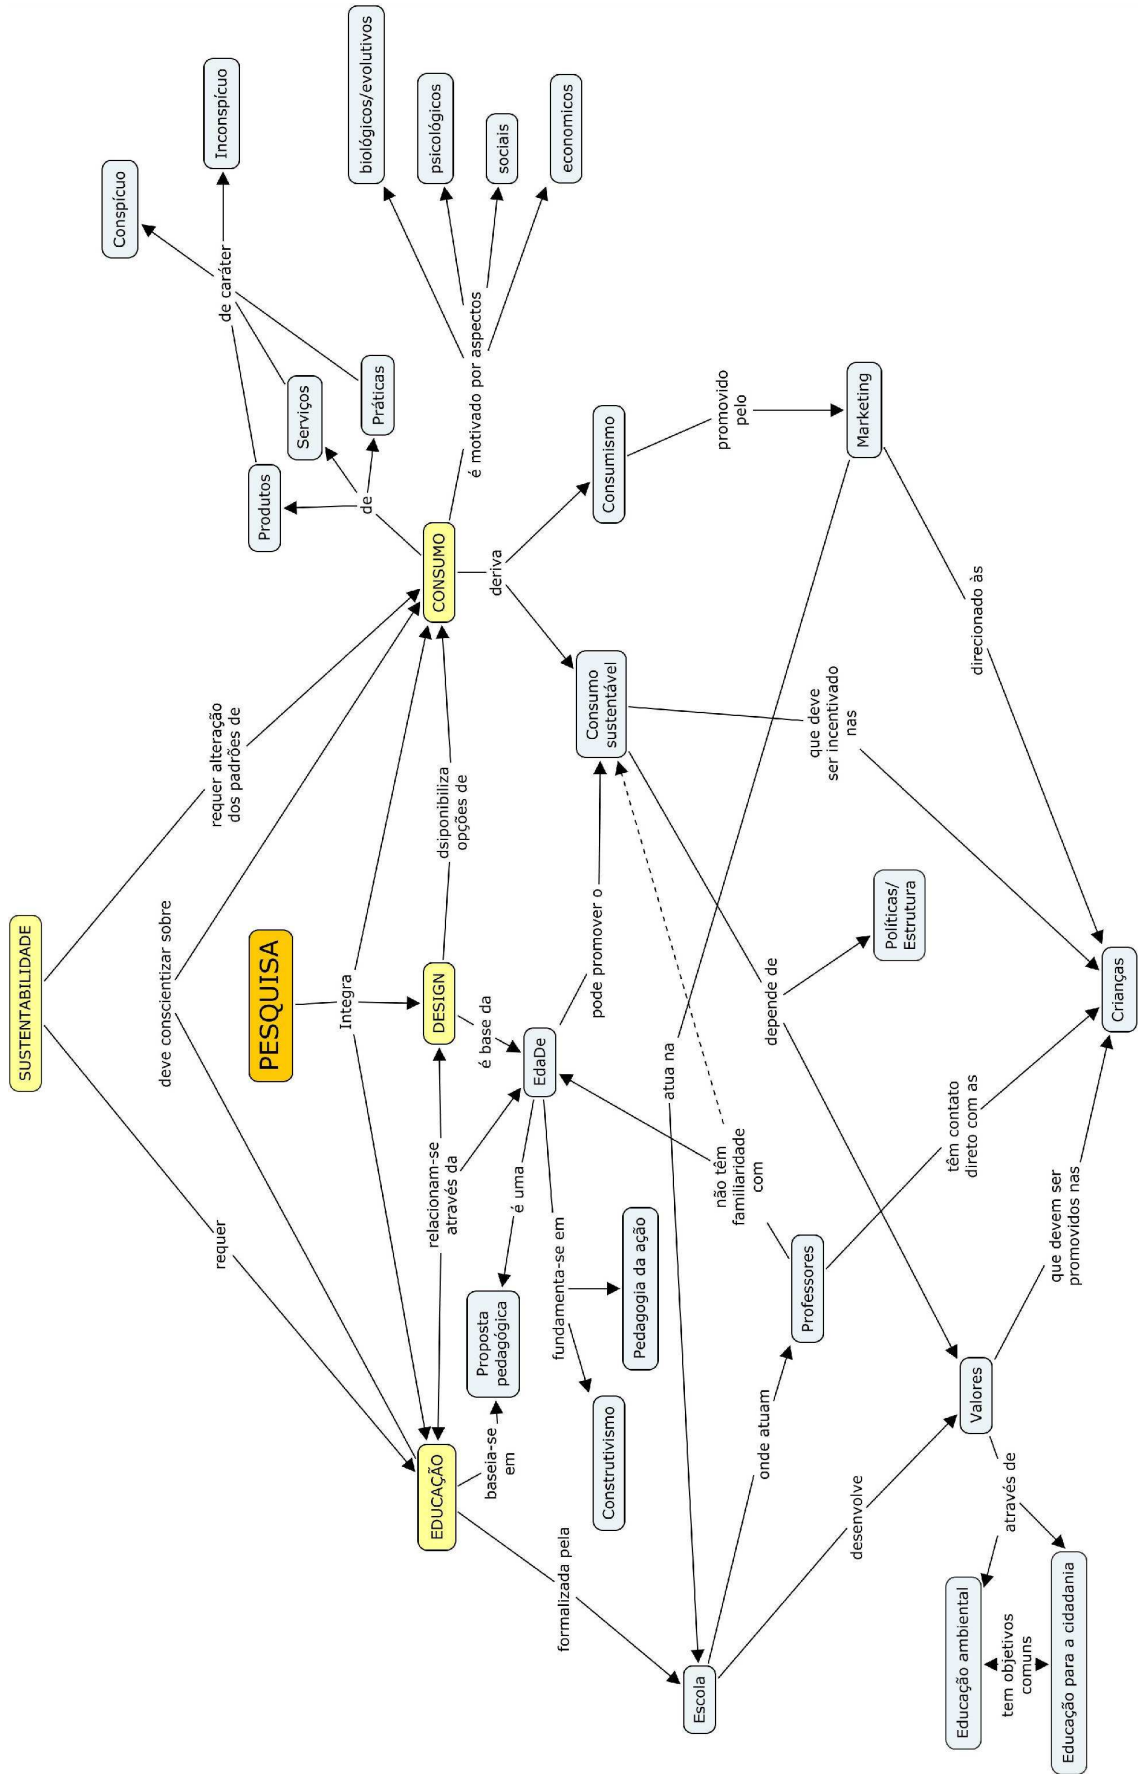 SUSTENTABILIDADE
requer
requer alteração
dos padrões de
deve conscientizar sobre
PESQUISA
Integra
EDUCAÇÃO
relacionam-se
através da
DESIGN
dsiponibiliza
opções de
CONSUMO
de
Produtos
Serviços
Práticas
de caráter
Conspícuo
Inconspícuo
é motivado por aspectos
biológicos/evolutivos
psicológicos
sociais
economicos
baseia-se
em
Proposta
pedagógica
é uma
é base da
EdaDe
deriva
fundamenta-se em
Construtivismo
Pedagogia da ação
pode promover o
Consumo
sustentável
Consumismo
promovido
pelo
Marketing
formalizada pela
Escola
atua na
não têm
familiaridade
com
onde atuam
Professores
depende de
Políticas/
Estrutura
que deve
ser incentivado
nas
direcionado às
desenvolve
Valores
têm contato
direto com as
que devem ser
promovidos nas
Crianças
através de
Educação ambiental
tem objetivos
comuns
Educação para a cidadania